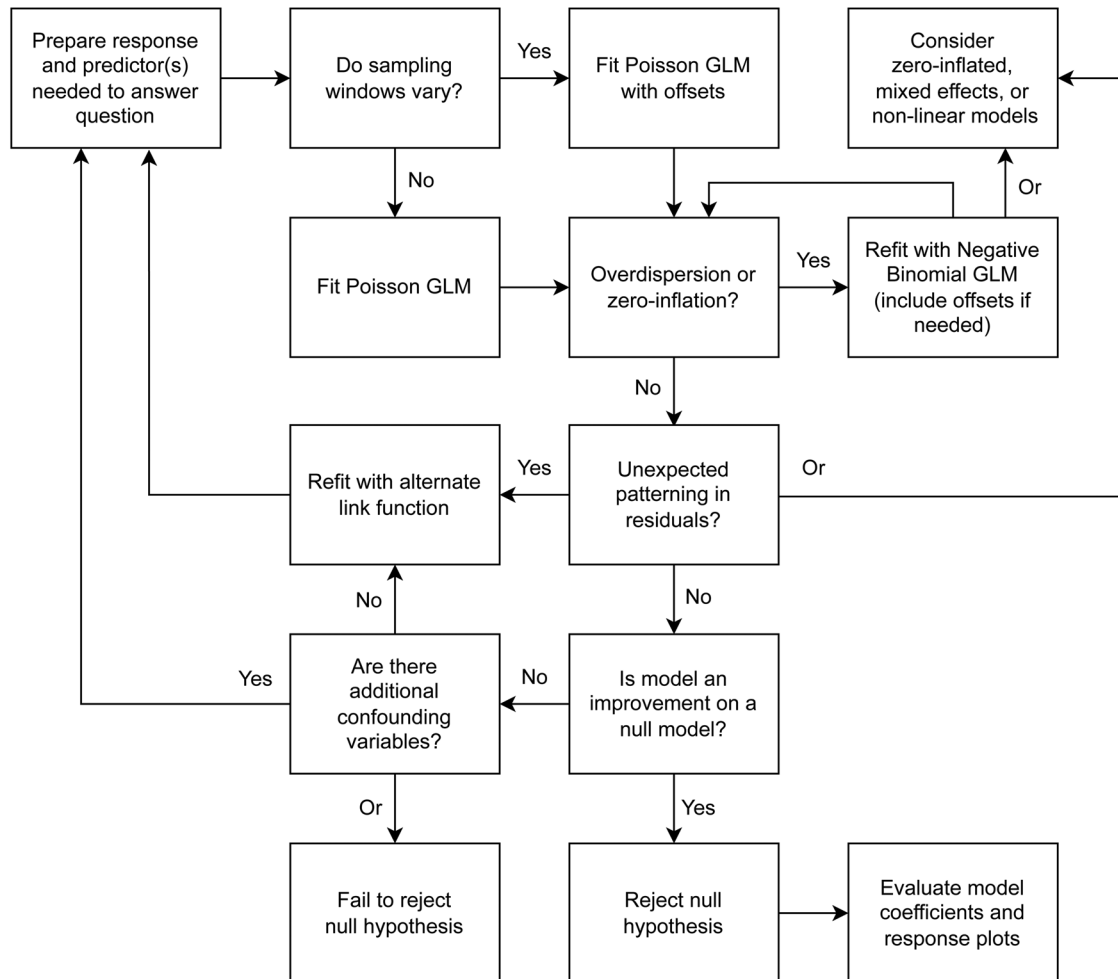 Prepare response
and predictor(s)
needed to answer
question
Do sampling
windows vary?
Yes
Fit Poisson GLM
with offsets
Consider
zero-inflated,
mixed effects, or
non-linear models
No
Or
Fit Poisson GLM
Overdispersion or
zero-inflation?
Yes
Refit with Negative
Binomial GLM
(include offsets if
needed)
No
Refit with alternate
link function
Yes
Unexpected
patterning in
residuals?
Or
No
No
Yes
Are there
additional
confounding
variables?
No
Is model an
improvement on a
null model?
Or
Yes
Fail to reject
null hypothesis
Reject null
hypothesis
Evaluate model
coefficients and
response plots